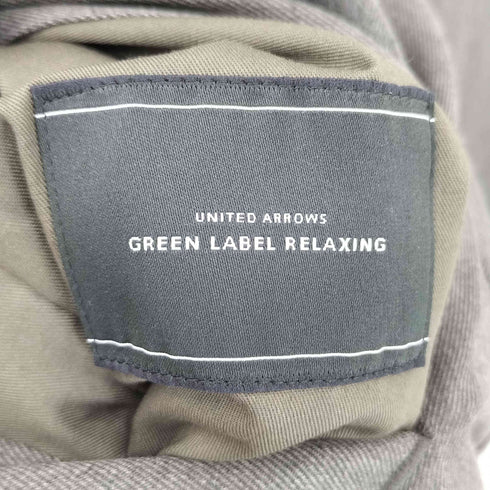 UNITED ARROWS
GREEN LABEL RELAXING